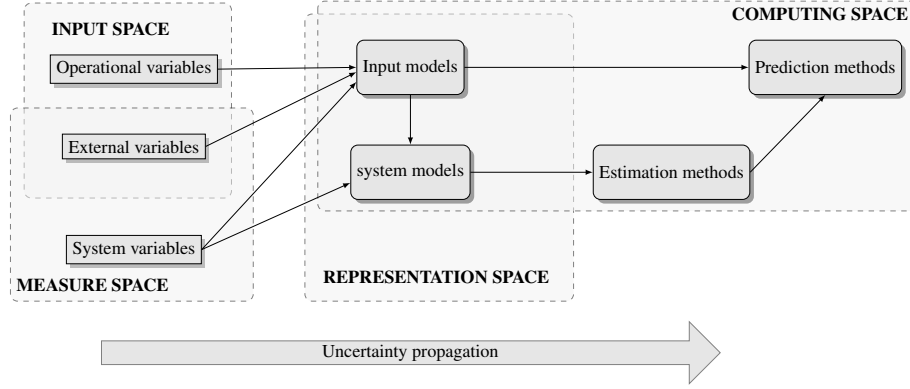 INPUT SPACE
COMPUTING SPACE
Operational variables
Input models
Prediction methods
External variables
system models
Estimation methods
System variables
MEASURE SPACE
REPRESENTATION SPACE
Uncertainty propagation